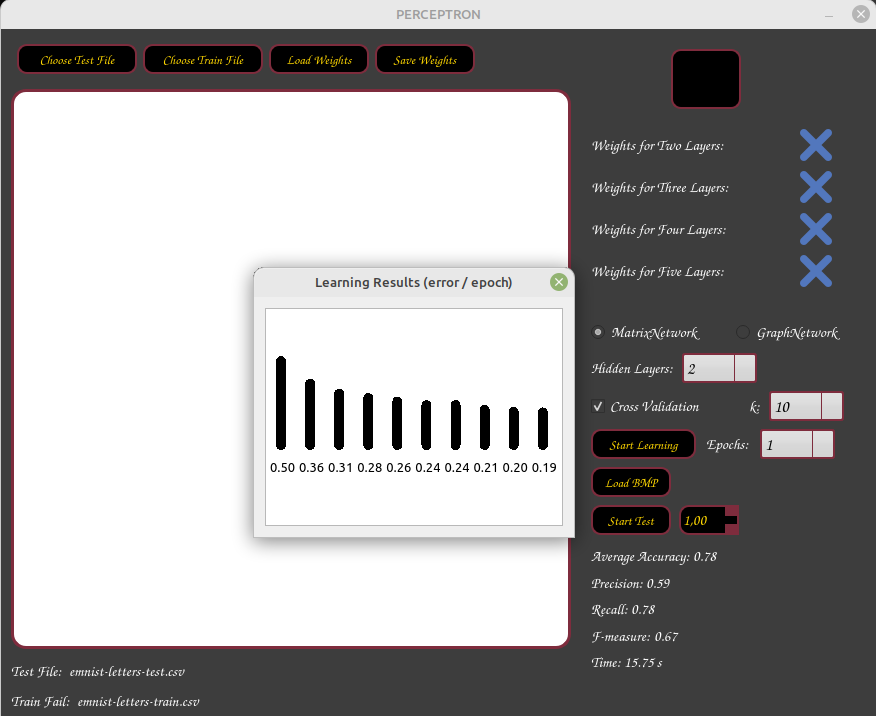 PERCEPTRON
Choose Test File
Choose Train File
Load Weights
Save Weights
Weights for Two Layers:
Weights for Three Layers:
Weights for Four Layers:
Weights for Five Layers:
Learning Results (error / epoch)
0.50 0.36 0.31 0.28 0.26 0.24 0.24 0.21 0.20 0.19
MatrixNetwork
GraphNetwork
Hidden Layers: 2
Cross Validation
k: 10
Start Learning
Epochs: 1
Load BMP
Start Test
1,00
Average Accuracy: 0.78
Precision: 0.59
Recall: 0.78
F-measure: 0.67
Time: 15.75 s
Test File: emnist-letters-test.csv
Train Fail: emnist-letters-train.csv